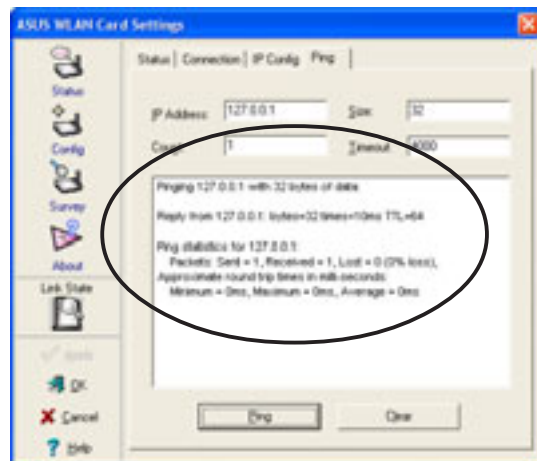 ASUS WLAN Card Settings
Status
Config
Survey
About
Link State
Apply
OK
Cancel
Help
Status Connection IP Config Ping
IP Address: 127.0.0.1 Size: 32
Count: 1 Timeout: 4000
Pinging 127.0.0.1 with 32 bytes of data:
Reply from 127.0.0.1: bytes=32 times=10ms TTL=64
Ping statistics for 127.0.0.1:
Packets: Sent = 1, Received = 1, Lost = 0 (0% loss),
Approximate round trip times in milli-seconds:
Minimum = 0ms, Maximum = 0ms, Average = 0ms
Ping Clear